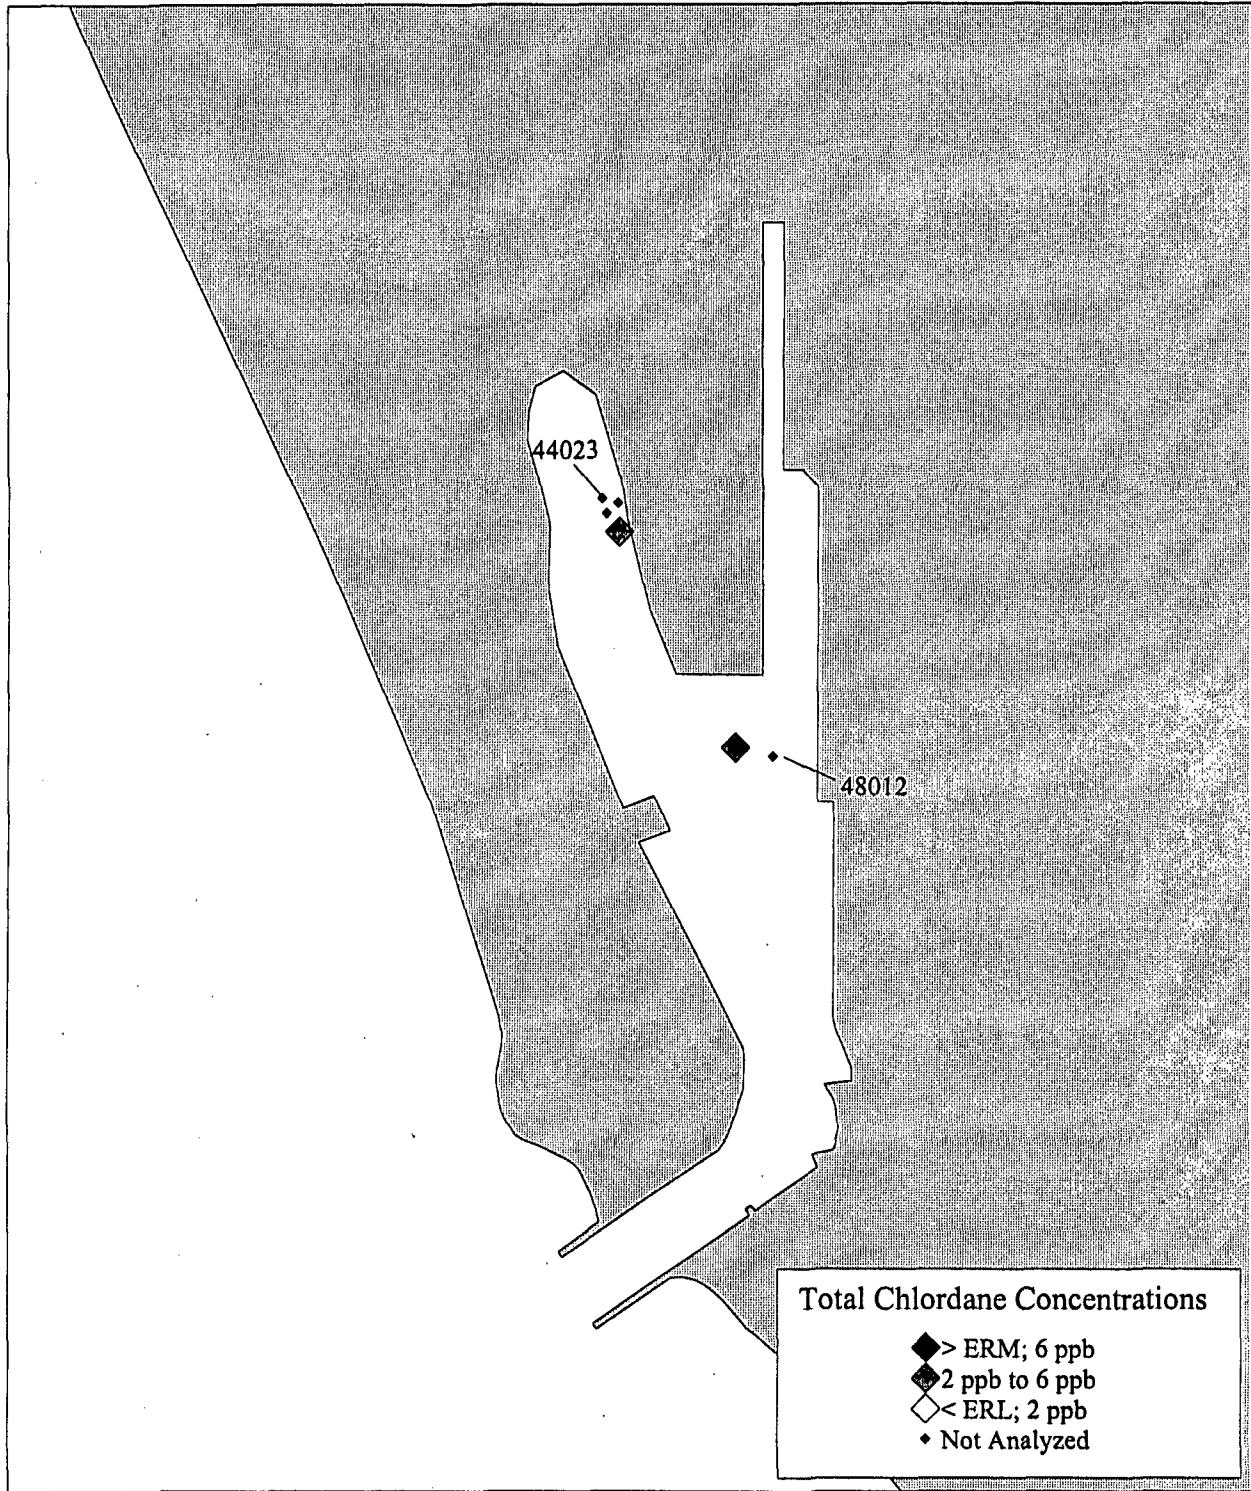 44023
48012
Total Chlordane Concentrations
> ERM; 6 ppb
2 ppb to 6 ppb
< ERL; 2 ppb
Not Analyzed